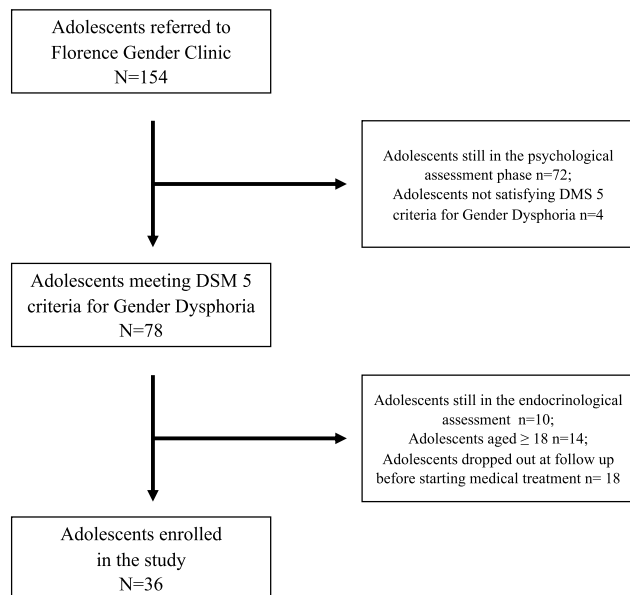 Adolescents referred to
Florence Gender Clinic
N=154
Adolescents still in the psychological
assessment phase n=72;
Adolescents not satisfying DMS 5
criteria for Gender Dysphoria n=4
Adolescents meeting DSM 5
criteria for Gender Dysphoria
N=78
Adolescents still in the endocrinological
assessment n=10;
Adolescents aged ≥ 18 n=14;
Adolescents dropped out at follow up
before starting medical treatment n= 18
Adolescents enrolled
in the study
N=36